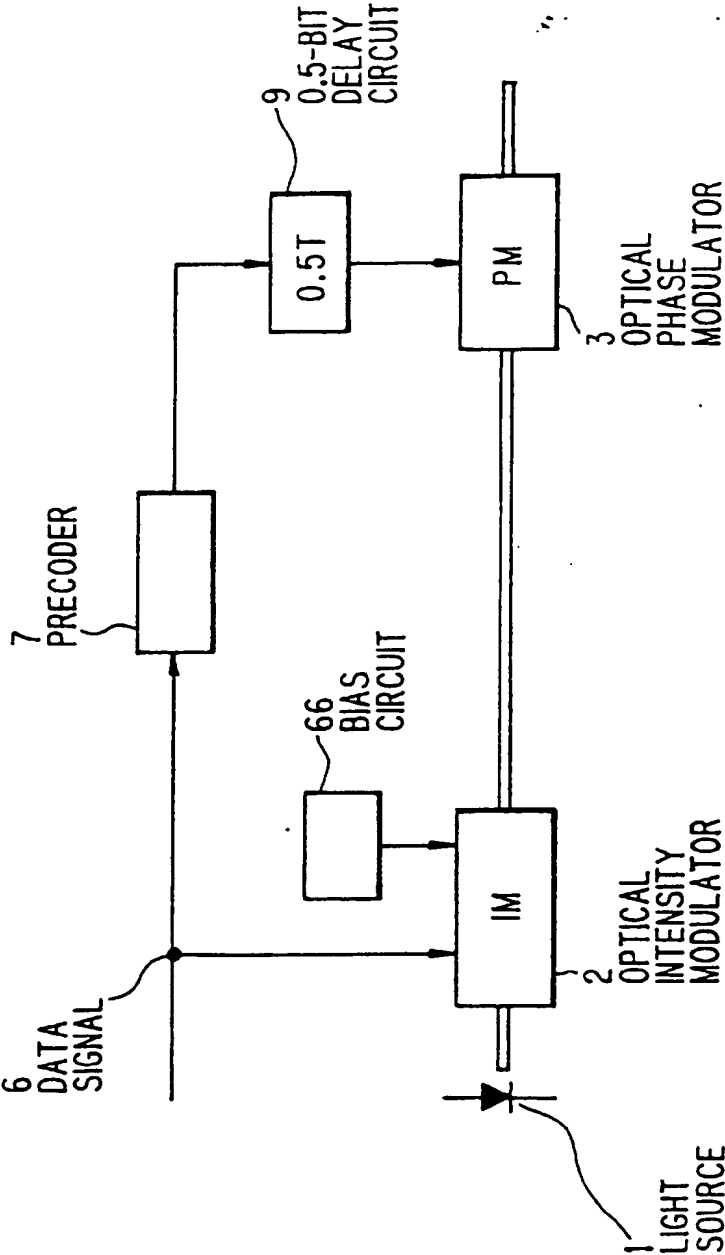 6
DATA
SIGNAL
7
PRECODER
9
0.5-BIT
DELAY
CIRCUIT
0.5T
66
BIAS
CIRCUIT
1
LIGHT
SOURCE
IM
2
OPTICAL
INTENSITY
MODULATOR
PM
3
OPTICAL
PHASE
MODULATOR